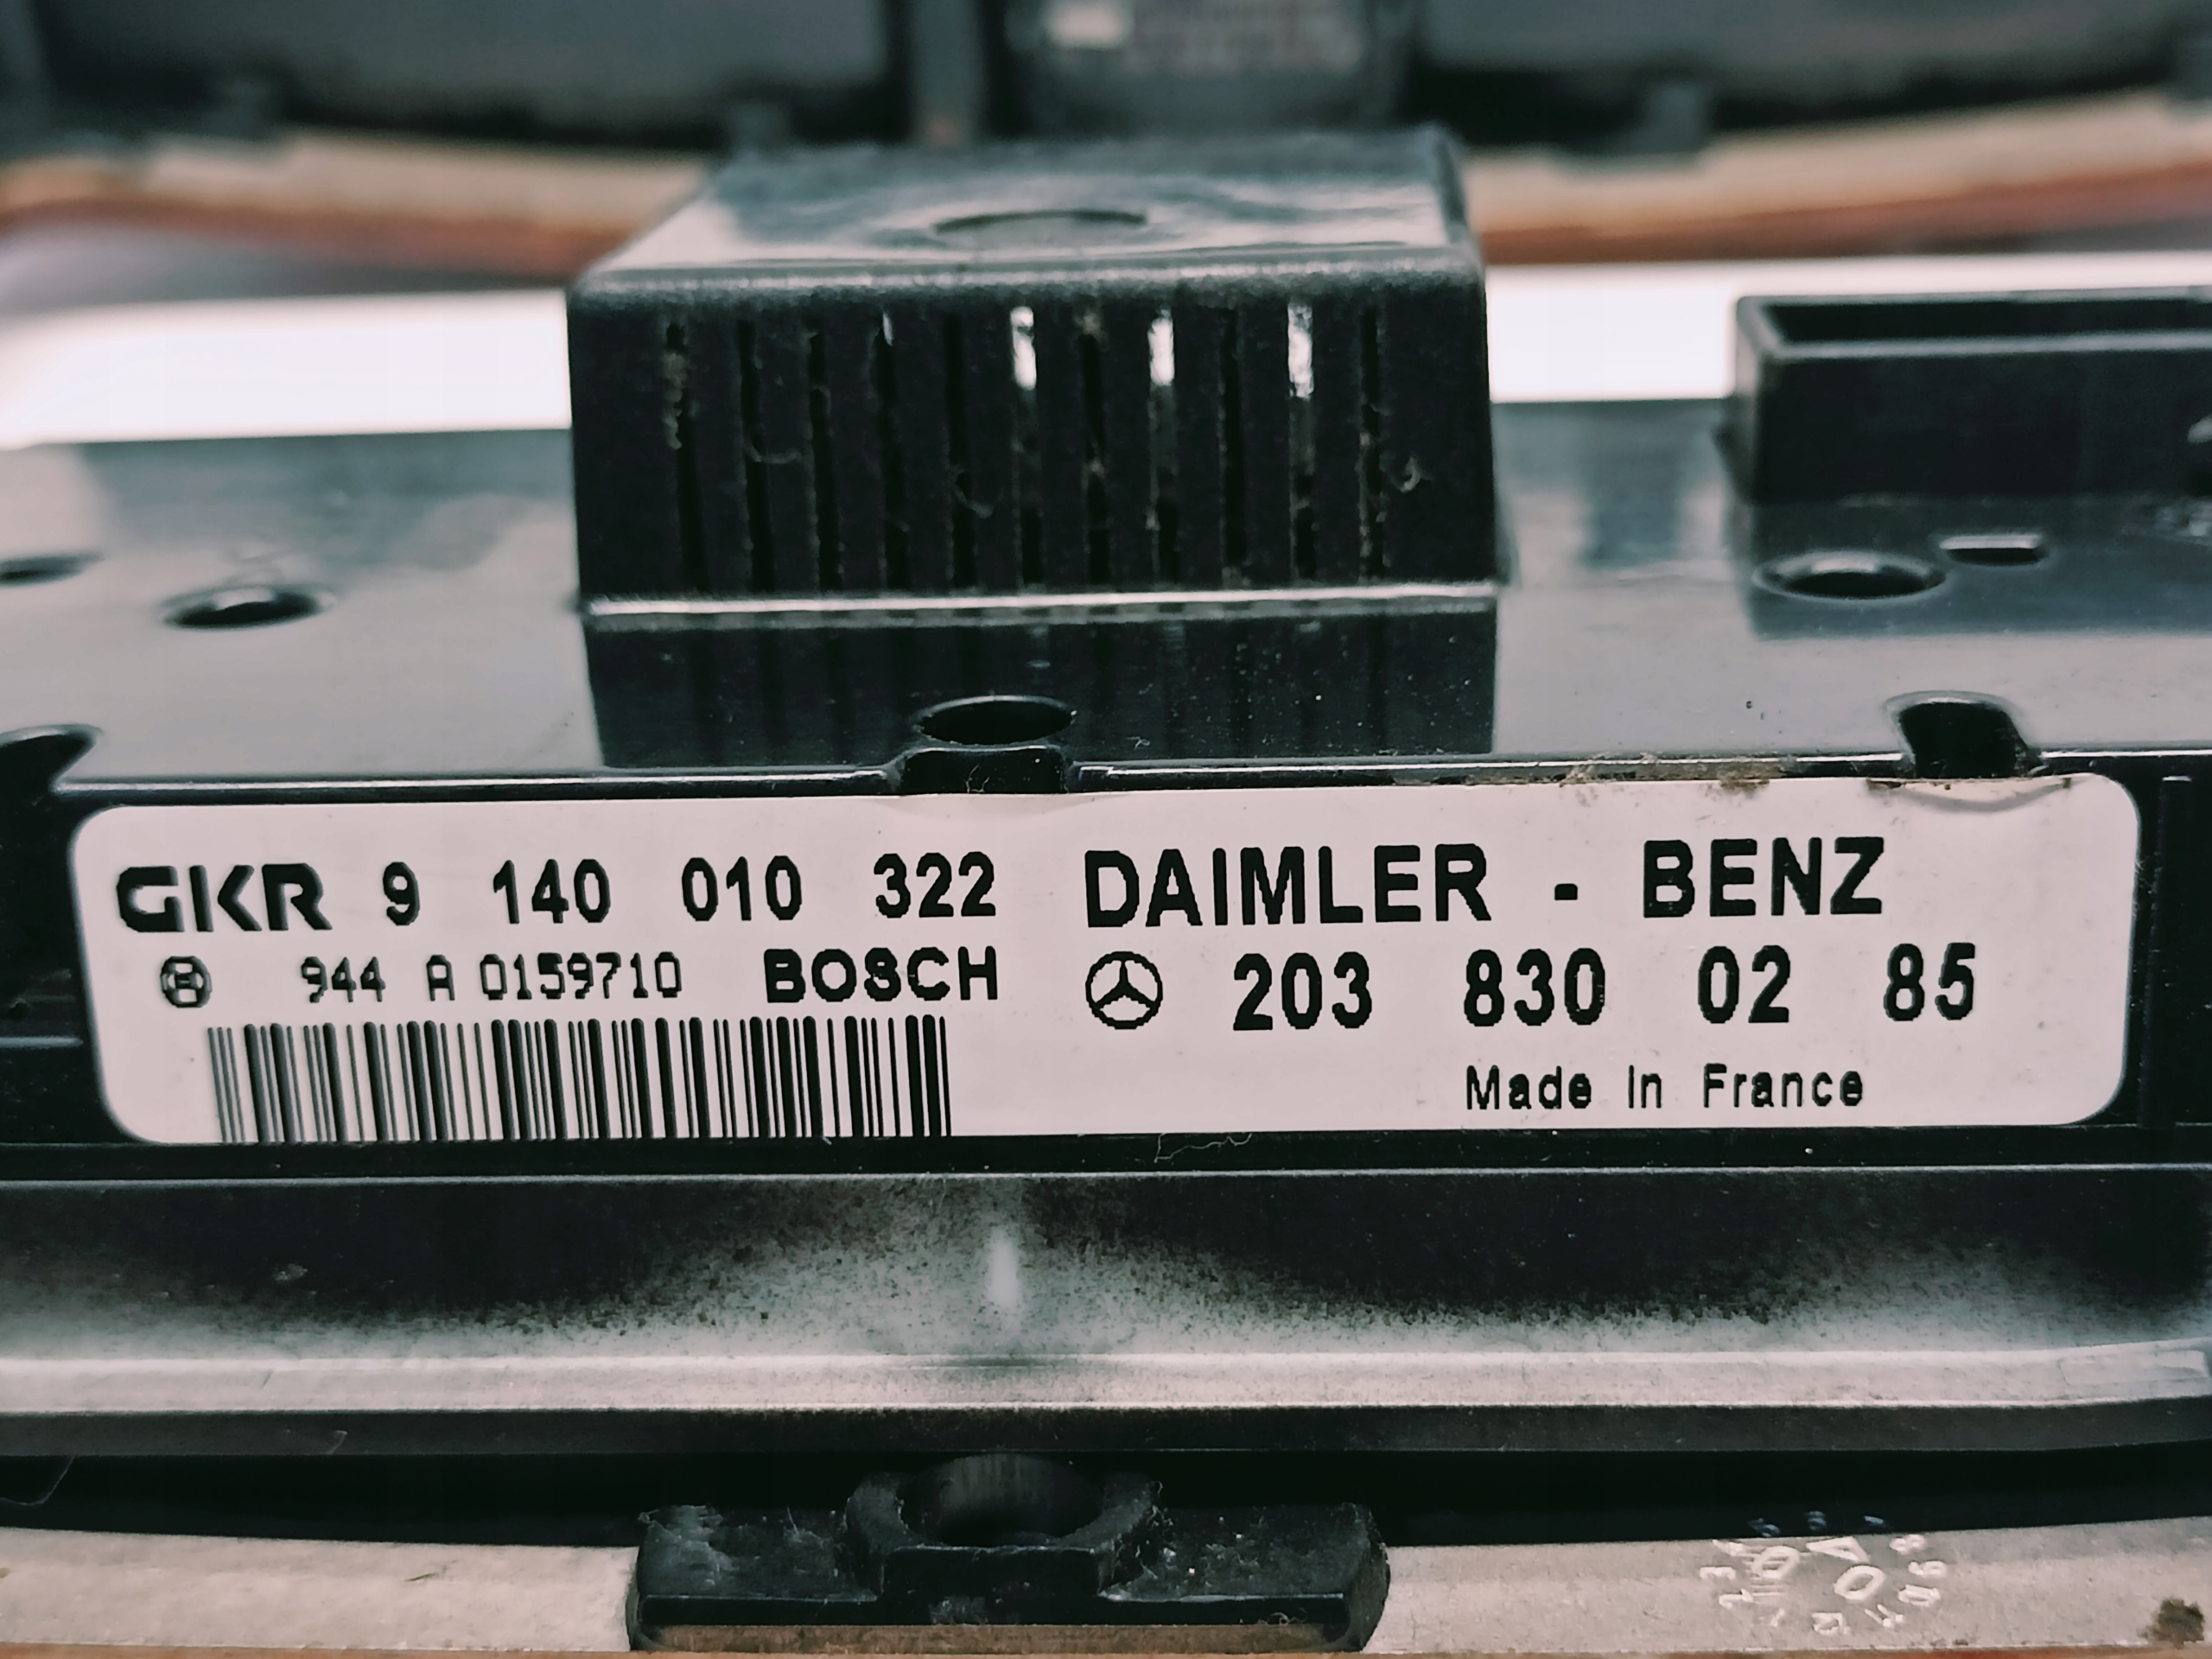 GKR 9 140 010 322
944 A 0159710 BOSCH
DAIMLER - BENZ
203 830 02 85
Made in France